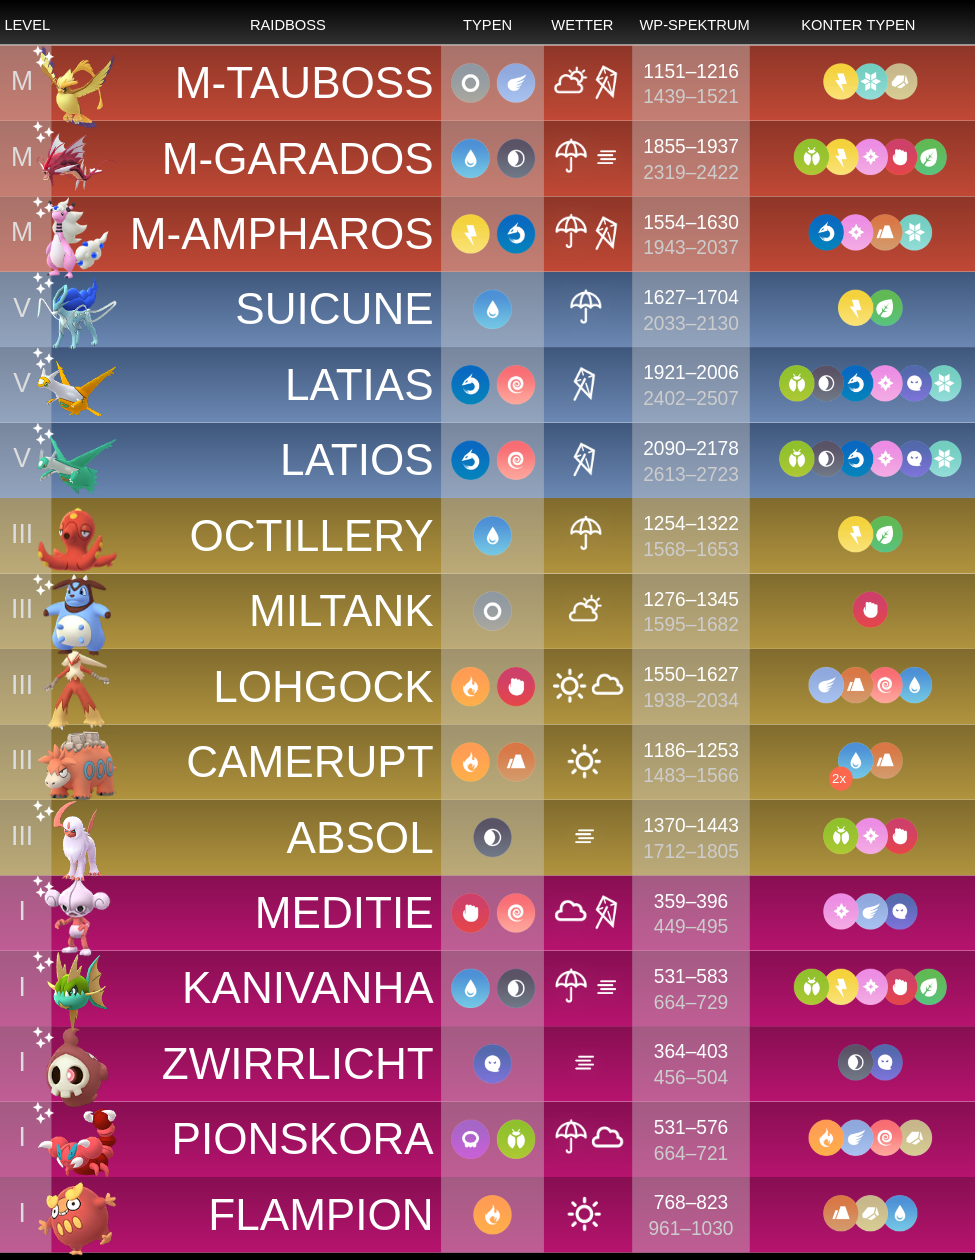 LEVEL RAIDBOSS TYPEN WETTER WP-SPEKTRUM KONTER TYPEN
M M-TAUBOSS 1151–1216
1439–1521
M M-GARADOS 1855–1937
2319–2422
M M-AMPHAROS 1554–1630
1943–2037
V SUICUNE 1627–1704
2033–2130
V LATIAS 1921–2006
2402–2507
V LATIOS 2090–2178
2613–2723
III OCTILLERY 1254–1322
1568–1653
III MILTANK 1276–1345
1595–1682
III LOHGOCK 1550–1627
1938–2034
III CAMERUPT 1186–1253
1483–1566 2x
III ABSOL 1370–1443
1712–1805
I MEDITIE 359–396
449–495
I KANIVANHA 531–583
664–729
I ZWIRRLICHT 364–403
456–504
I PIONSKORA 531–576
664–721
I FLAMPION 768–823
961–1030